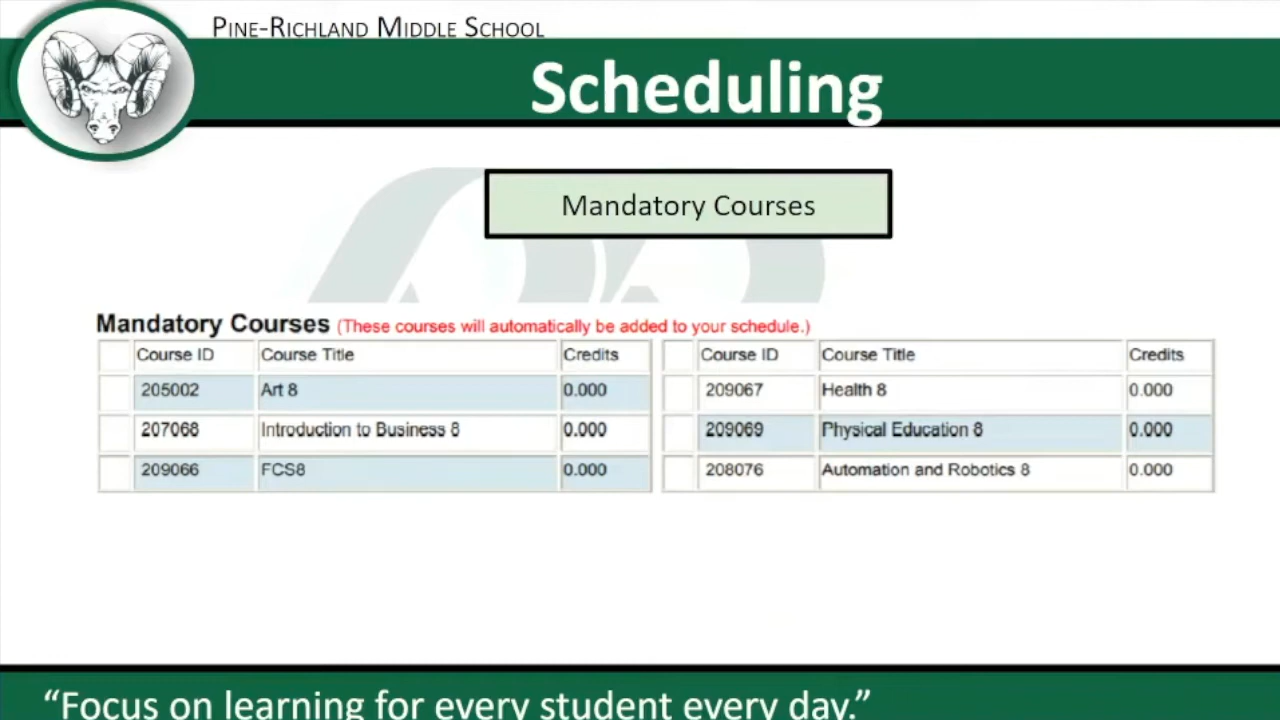 PINE-RICHLAND MIDDLE SCHOOL
Scheduling
Mandatory Courses
Mandatory Courses (These courses will automatically be added to your schedule.)
Course ID Course Title Credits Course ID Course Title Credits
205002 Art 8 0.000 209067 Health 8 0.000
207068 Introduction to Business 8 0.000 209069 Physical Education 8 0.000
209066 FCS8 0.000 208076 Automation and Robotics 8 0.000
“Focus on learning for every student every day.”